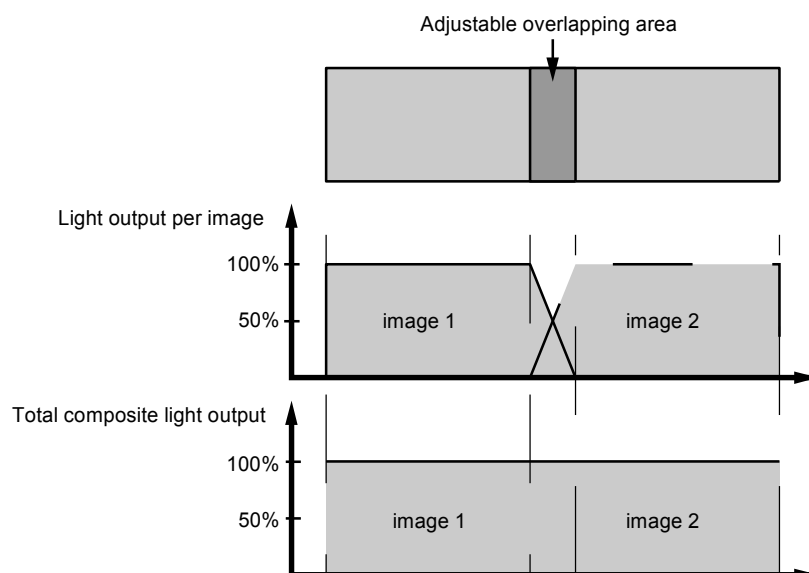 Adjustable overlapping area
Light output per image
100%
50%
image 1
image 2
Total composite light output
100%
50%
image 1
image 2